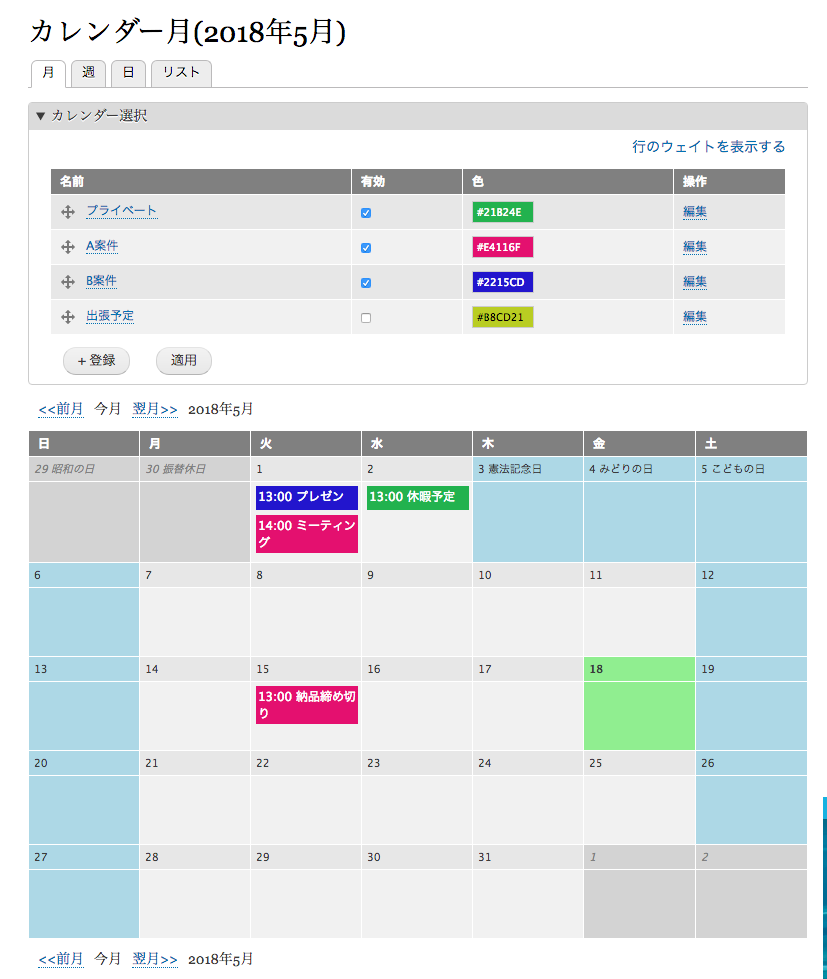 カレンダー月(2018年5月)
月 週 日 リスト
▼ カレンダー選択
行のウェイトを表示する
名前 有効 色 操作
プライベート #21B24E 編集
A案件 #E4116F 編集
B案件 #2215CD 編集
出張予定 #B8CD21 編集
+ 登録 適用
<<前月 今月 翌月>> 2018年5月
日 月 火 水 木 金 土
29 昭和の日 30 振替休日 1 2 3 憲法記念日 4 みどりの日 5 こどもの日
13:00 プレゼン 13:00 休暇予定
14:00 ミーティン
グ
6 7 8 9 10 11 12
13 14 15 16 17 18 19
13:00 納品締め切
り
20 21 22 23 24 25 26
27 28 29 30 31 1 2
<<前月 今月 翌月>> 2018年5月